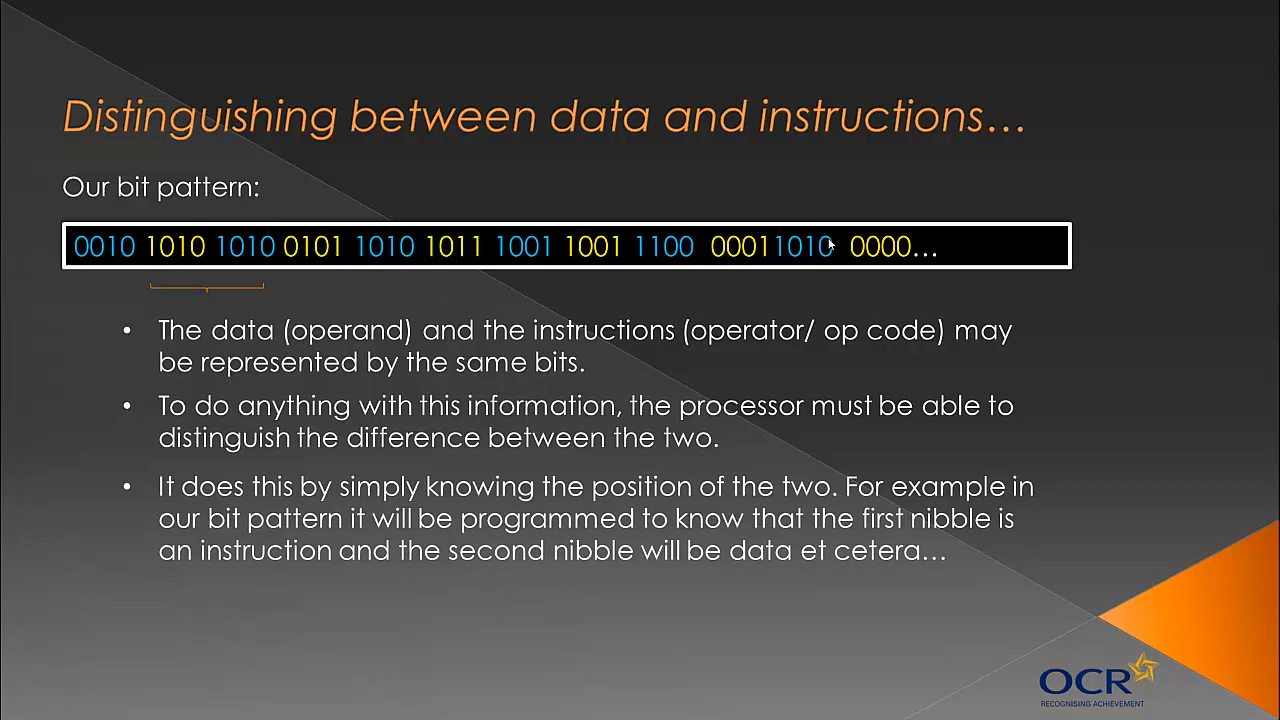 Distinguishing between data and instructions…
Our bit pattern:
0010 1010 1010 0101 1010 1011 1001 1001 1100 0001 1010 0000…
• The data (operand) and the instructions (operator/ op code) may
be represented by the same bits.
• To do anything with this information, the processor must be able to
distinguish the difference between the two.
• It does this by simply knowing the position of the two. For example in
our bit pattern it will be programmed to know that the first nibble is
an instruction and the second nibble will be data et cetera…
OCR
RECOGNISING ACHIEVEMENT